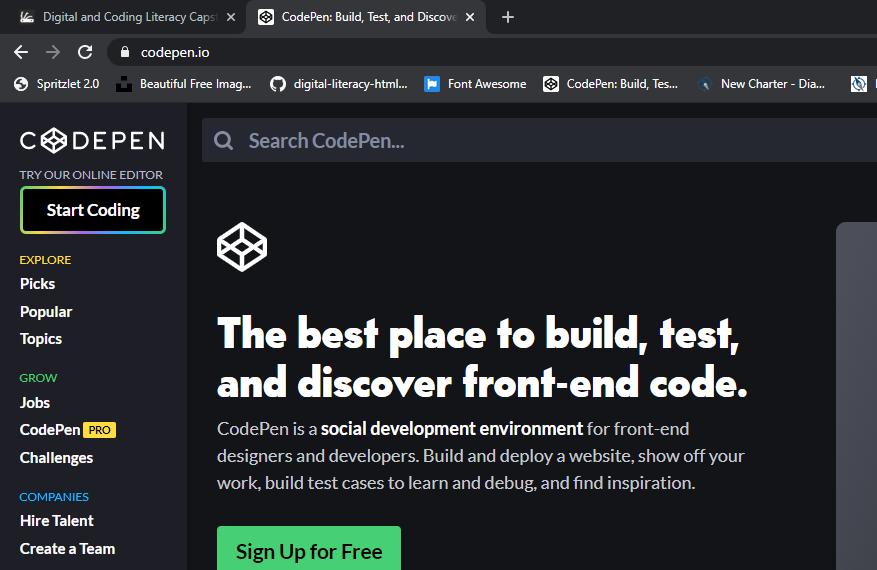 Digital and Coding Literacy Capst
CodePen: Build, Test, and Discove
codepen.io
Spritzlet 2.0
Beautiful Free Imag...
digital-literacy-html...
Font Awesome
CodePen: Build, Tes...
New Charter - Dia...
CODEPEN
TRY OUR ONLINE EDITOR
Start Coding
EXPLORE
Picks
Popular
Topics
GROW
Jobs
CodePen PRO
Challenges
COMPANIES
Hire Talent
Create a Team
Search CodePen...
The best place to build, test,
and discover front-end code.
CodePen is a social development environment for front-end
designers and developers. Build and deploy a website, show off your
work, build test cases to learn and debug, and find inspiration.
Sign Up for Free